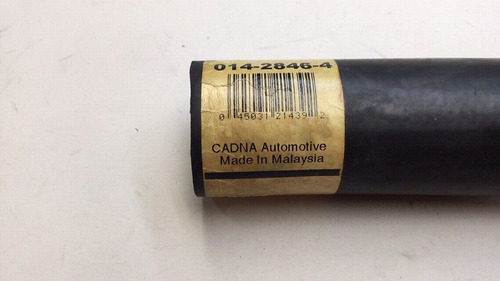 014-2846-4
0 45031 21439 2
CADNA Automotive
Made In Malaysia